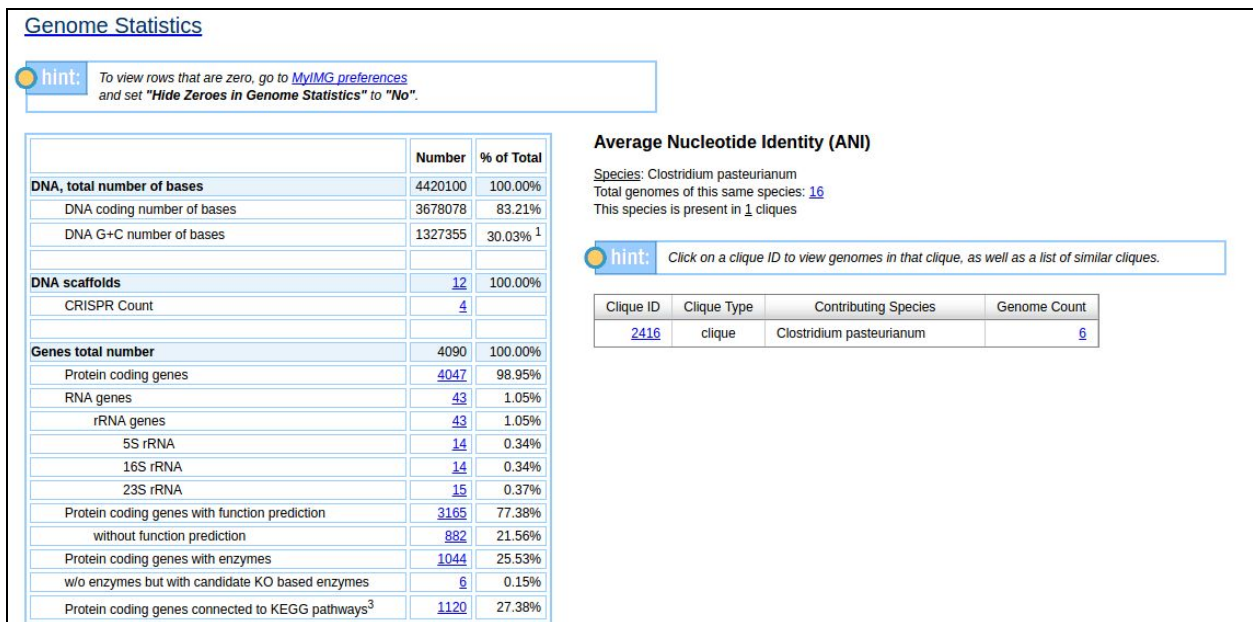 Genome Statistics
hint: To view rows that are zero, go to MyIMG preferences
and set "Hide Zeroes in Genome Statistics" to "No".
Number % of Total
DNA, total number of bases 4420100 100.00%
DNA coding number of bases 3678078 83.21%
DNA G+C number of bases 1327355 30.03% 1
DNA scaffolds 12 100.00%
CRISPR Count 4
Genes total number 4090 100.00%
Protein coding genes 4047 98.95%
RNA genes 43 1.05%
rRNA genes 43 1.05%
5S rRNA 14 0.34%
16S rRNA 14 0.34%
23S rRNA 15 0.37%
Protein coding genes with function prediction 3165 77.38%
without function prediction 882 21.56%
Protein coding genes with enzymes 1044 25.53%
w/o enzymes but with candidate KO based enzymes 6 0.15%
Protein coding genes connected to KEGG pathways3 1120 27.38%
Average Nucleotide Identity (ANI)
Species: Clostridium pasteurianum
Total genomes of this same species: 16
This species is present in 1 cliques
hint: Click on a clique ID to view genomes in that clique, as well as a list of similar cliques.
Clique ID Clique Type Contributing Species Genome Count
2416 clique Clostridium pasteurianum 6